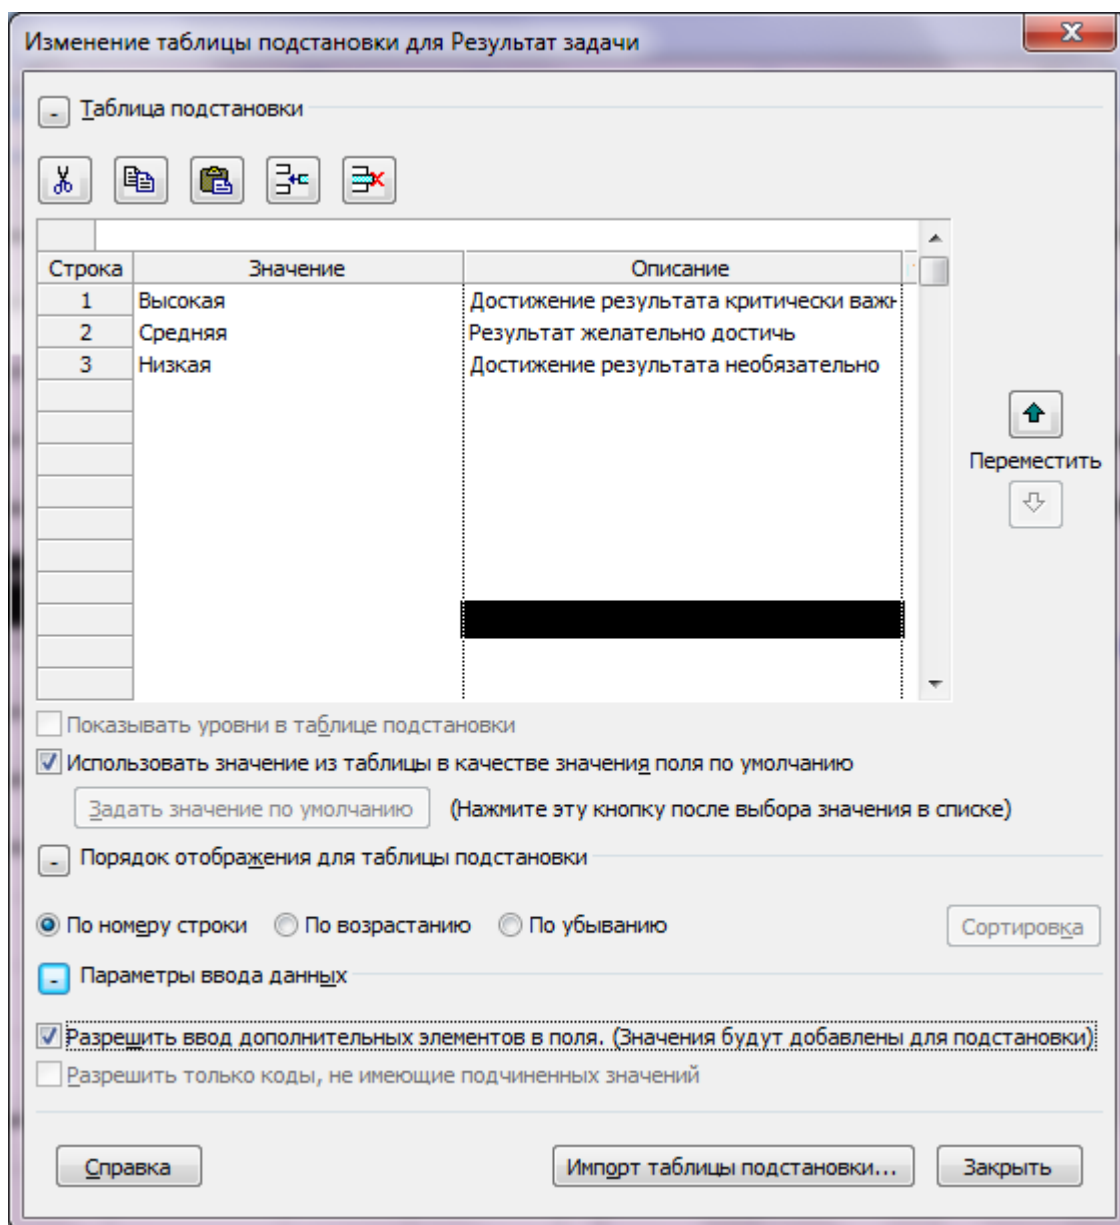 Изменение таблицы подстановки для Результат задачи
Таблица подстановки
Строка Значение Описание
1 Высокая Достижение результата критически важн
2 Средняя Результат желательно достичь
3 Низкая Достижение результата необязательно
Переместить
Показывать уровни в таблице подстановки
Использовать значение из таблицы в качестве значения поля по умолчанию
Задать значение по умолчанию (Нажмите эту кнопку после выбора значения в списке)
Порядок отображения для таблицы подстановки
По номеру строки По возрастанию По убыванию Сортировка
Параметры ввода данных
Разрешить ввод дополнительных элементов в поля. (Значения будут добавлены для подстановки)
Разрешить только коды, не имеющие подчиненных значений
Справка Импорт таблицы подстановки... Закрыть